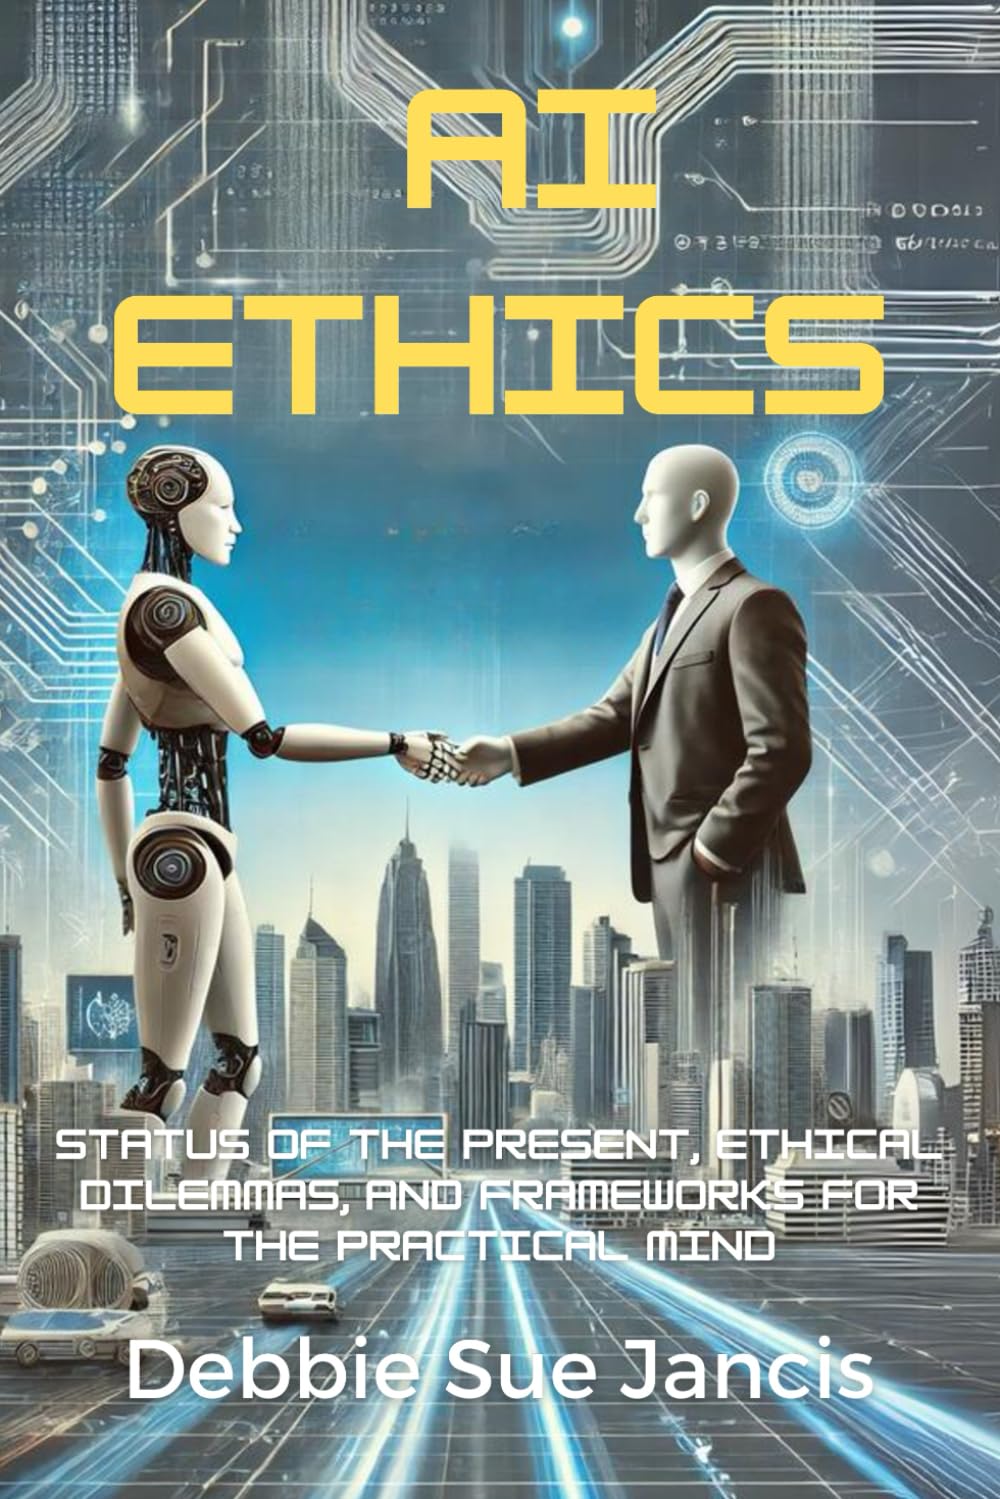 AI
ETHICS
STATUS OF THE PRESENT, ETHICAL
DILEMMAS, AND FRAMEWORKS FOR
THE PRACTICAL MIND
Debbie Sue Jancis